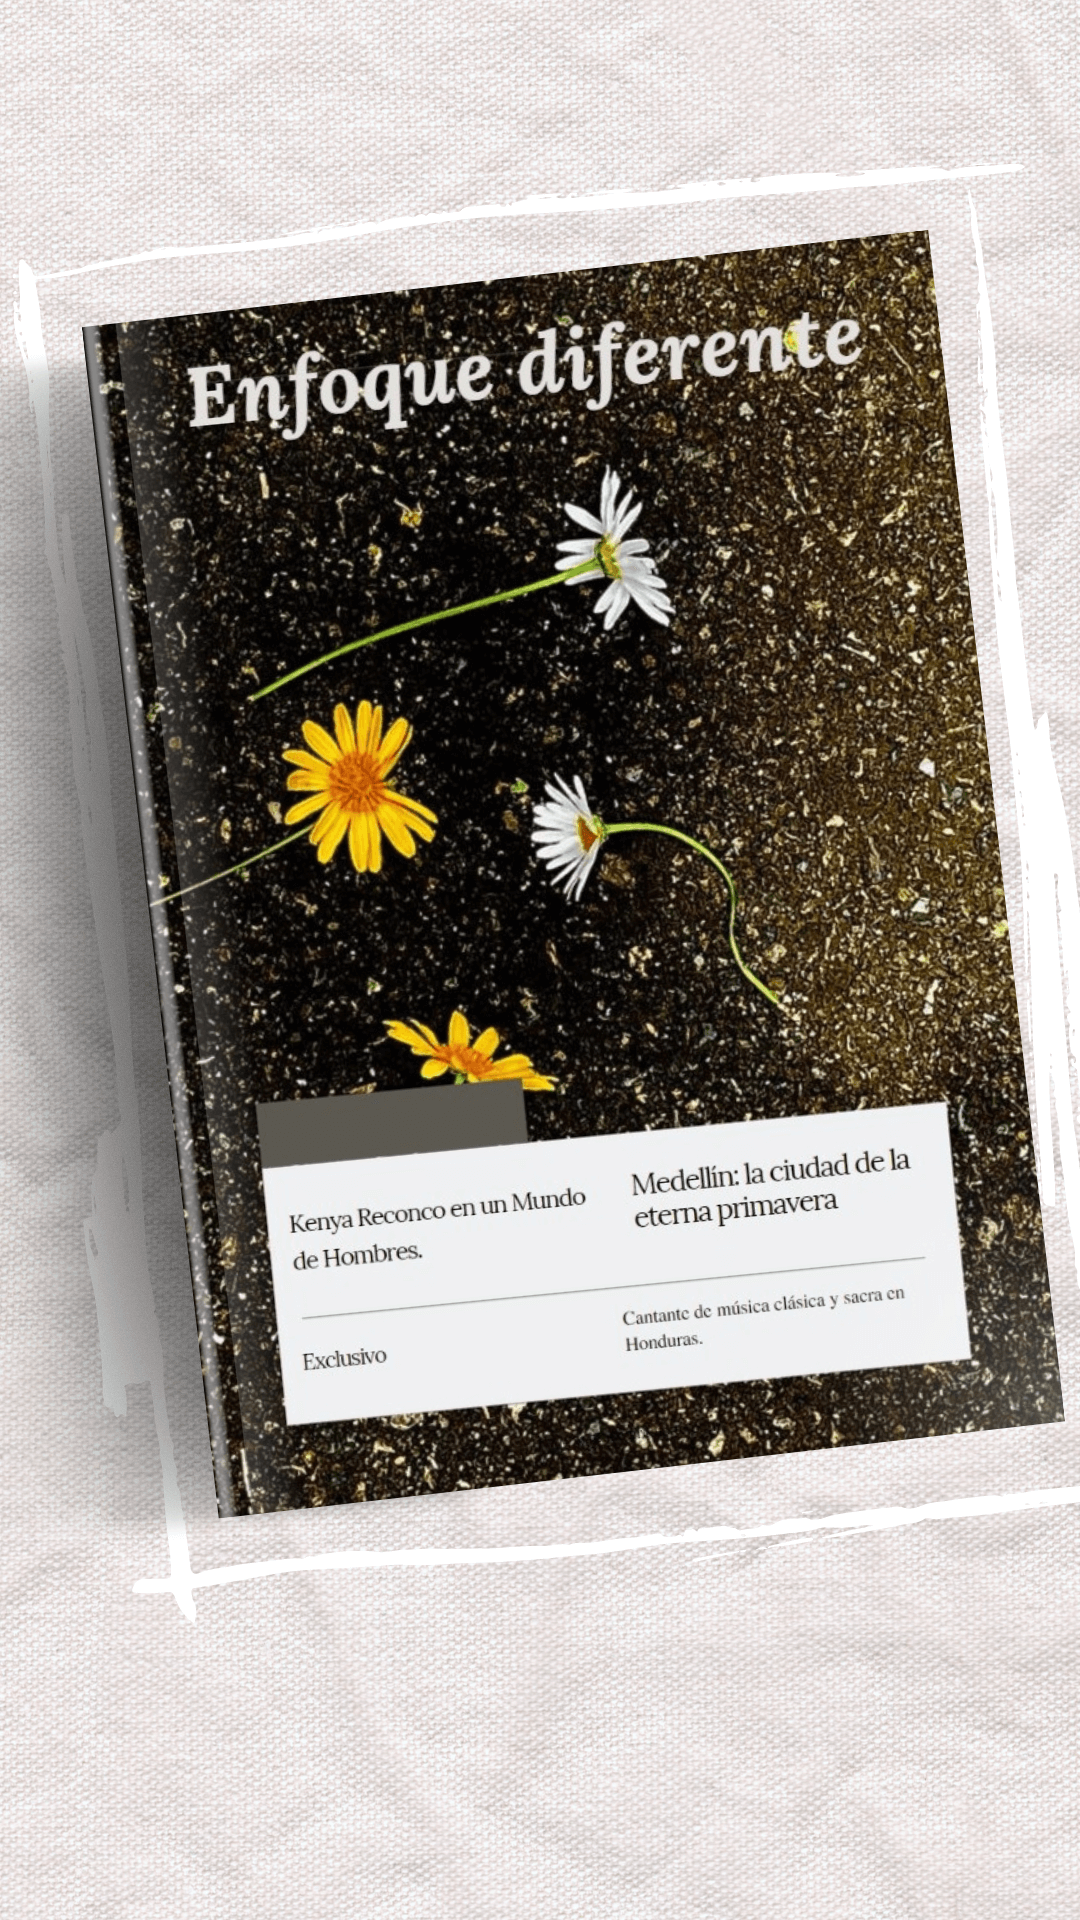 Enfoque diferente
Kenya Reconco en un Mundo
de Hombres.
Medellín: la ciudad de la
eterna primavera
Exclusivo
Cantante de música clásica y sacra en
Honduras.